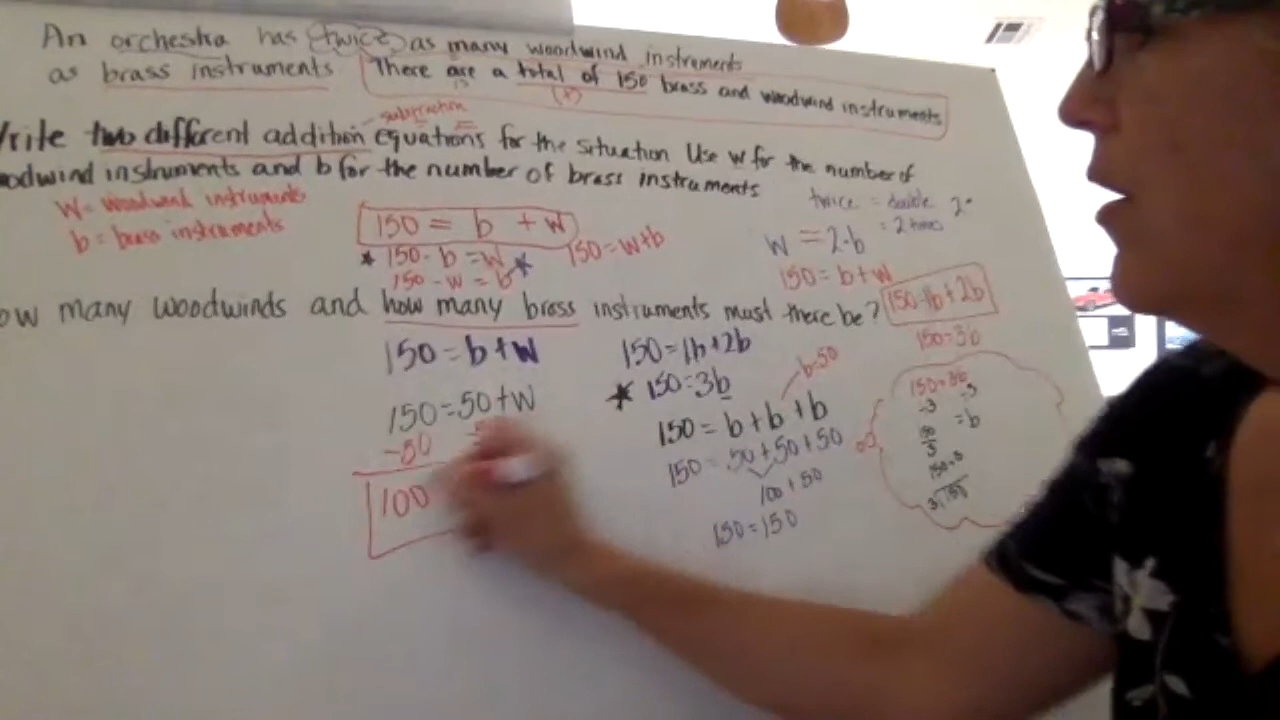 An orchestra has twice as many woodwind instruments
as brass instruments There are a total of 150 brass and woodwind instruments
(+)
- subtraction
rite two different addition equations for the situation Use w for the number of
odwind instruments and b for the number of brass instruments
W = woodwind instruments
b = brass instruments
150 = b + w
* 150 - b = w
150 - w = b *
150 = w+b
twice = double 2·
= 2 times
W = 2·b
150 = b + w
150 = 1b + 2b
150 = 3b
ow many woodwinds and how many brass instruments must there be?
150 = b + w
150 = 50 + w
-50
100
150 = 1b + 2b
* 150 = 3b
b=50
150 = b + b + b
150 = 50 + 50 + 50
100 + 50
150 = 150
150 = 3b
÷3 ÷3
150
3
= b
150÷3
3)150